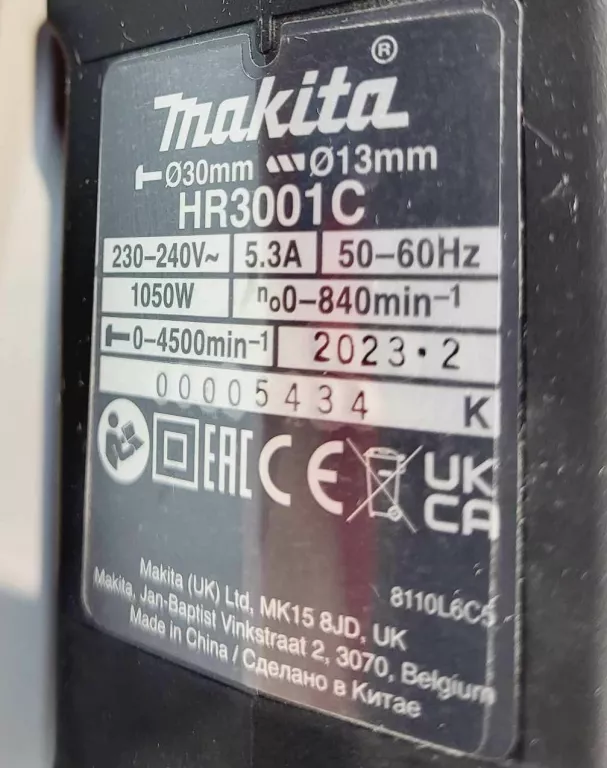 makita®
Ø30mm Ø13mm
HR3001C
230-240V~ 5.3A 50-60Hz
1050W n₀0-840min⁻¹
0-4500min⁻¹ 2023·2
00005434 K
EAC CE UK CA
8110L6C5
Makita (UK) Ltd, MK15 8JD, UK
Makita, Jan-Baptist Vinkstraat 2, 3070, Belgium
Made in China / Сделано в Китае